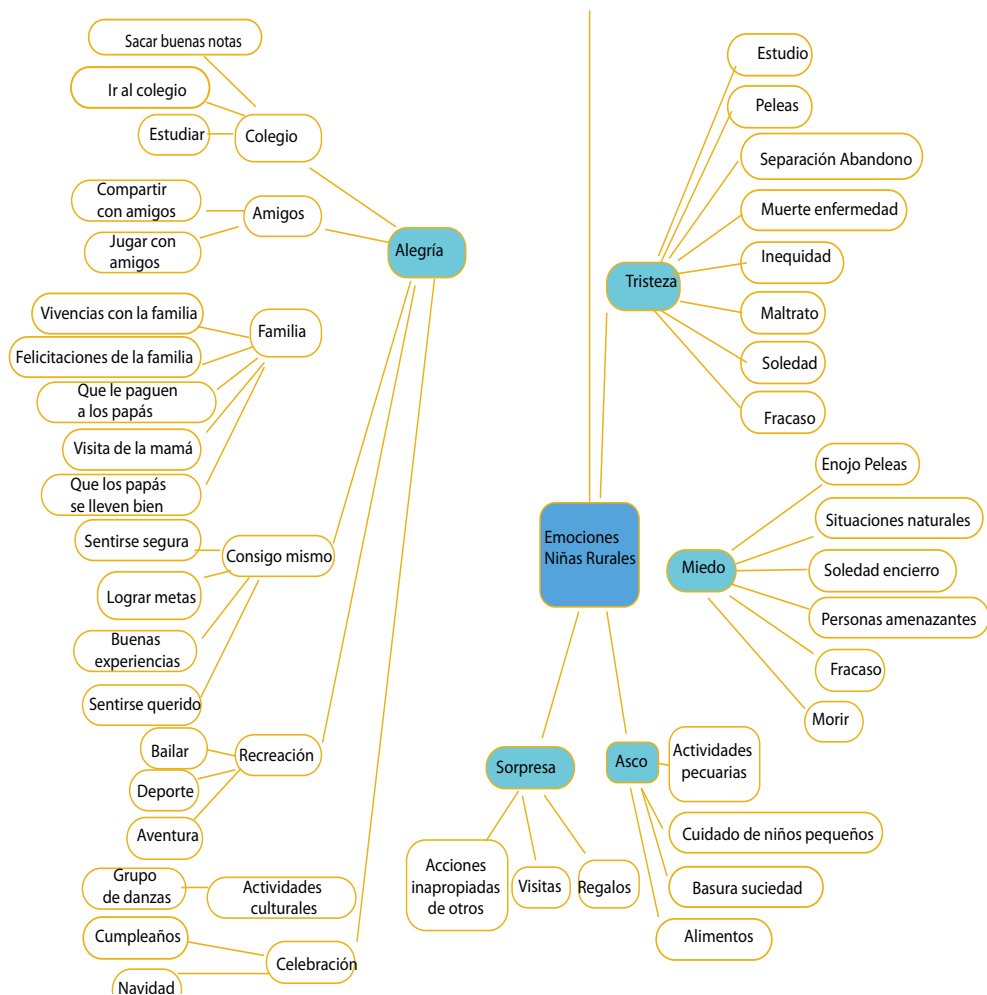 Sacar buenas notas
Ir al colegio
Estudiar
Colegio
Compartir
con amigos
Jugar con
amigos
Amigos
Alegría
Vivencias con la familia
Felicitaciones de la familia
Que le paguen
a los papás
Visita de la mamá
Que los papás
se lleven bien
Familia
Sentirse segura
Lograr metas
Buenas
experiencias
Sentirse querido
Consigo mismo
Bailar
Deporte
Aventura
Recreación
Grupo
de danzas
Actividades
culturales
Cumpleaños
Navidad
Celebración
Emociones
Niñas Rurales
Tristeza
Estudio
Peleas
Separación Abandono
Muerte enfermedad
Inequidad
Maltrato
Soledad
Fracaso
Miedo
Enojo Peleas
Situaciones naturales
Soledad encierro
Personas amenazantes
Fracaso
Morir
Sorpresa
Acciones
inapropiadas
de otros
Visitas
Regalos
Asco
Actividades
pecuarias
Cuidado de niños pequeños
Basura suciedad
Alimentos